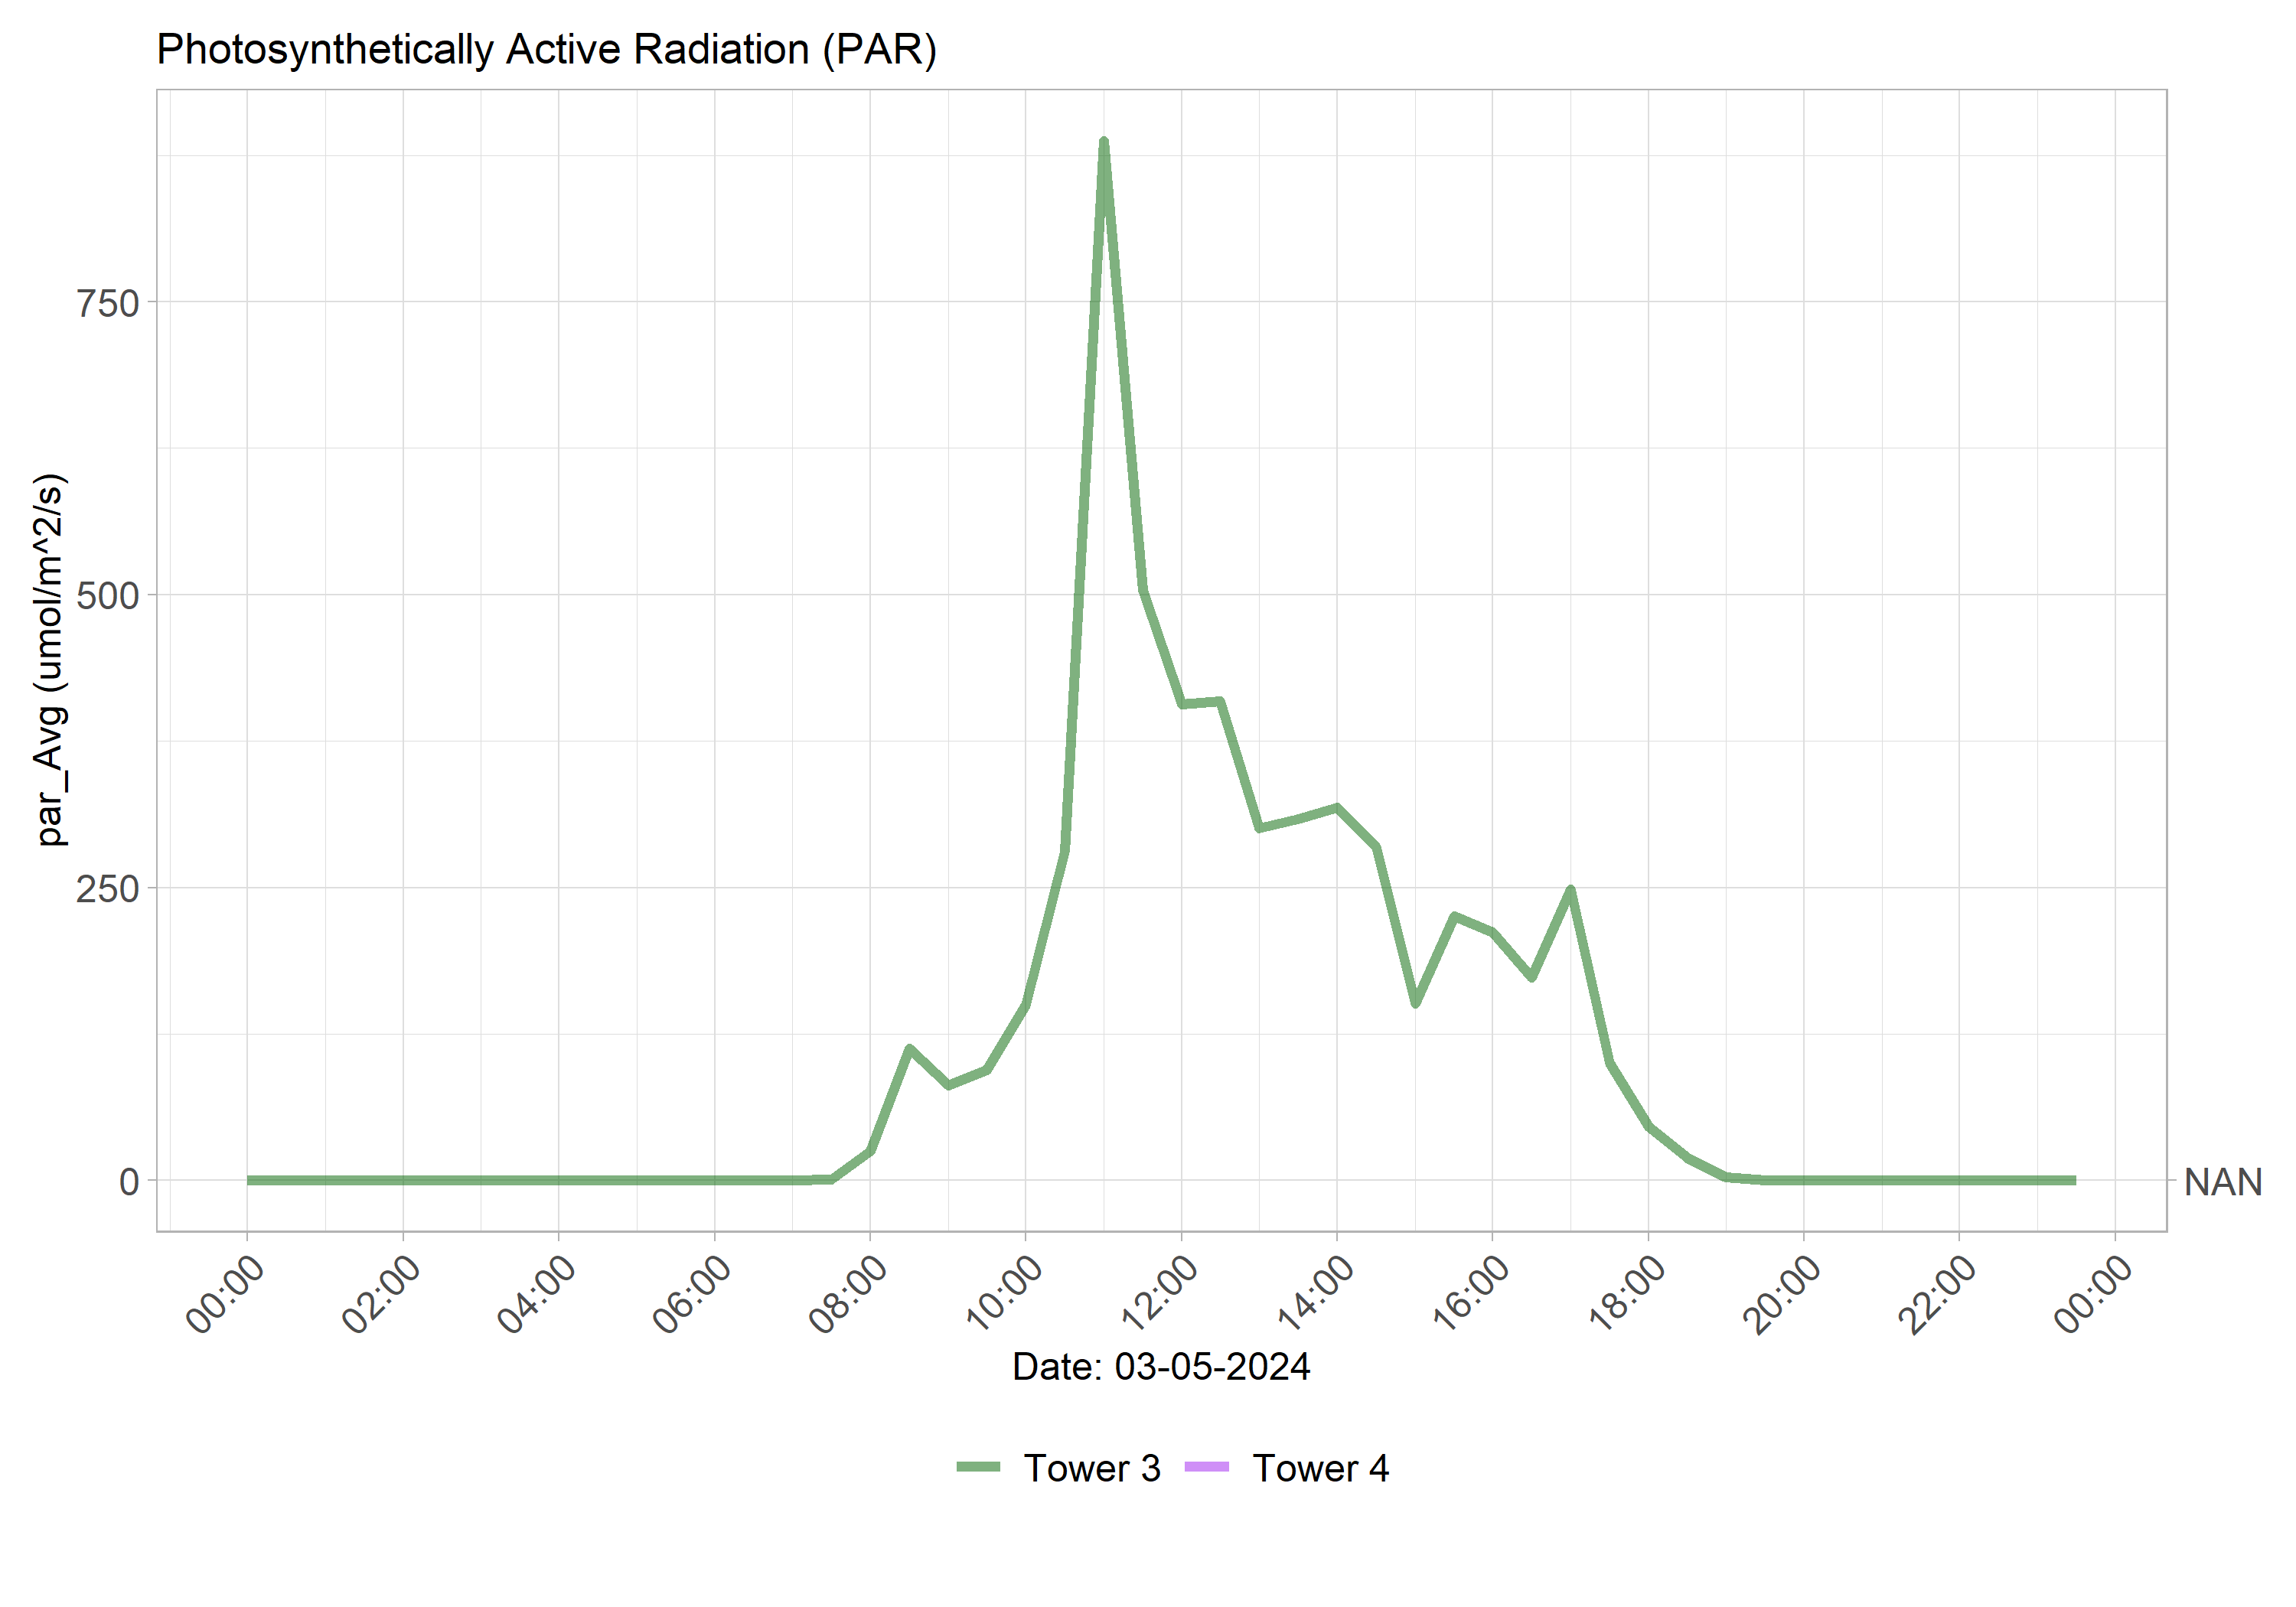 Photosynthetically Active Radiation (PAR)
par_Avg (umol/m^2/s)
750
500
250
0
NAN
00:00
02:00
04:00
06:00
08:00
10:00
12:00
14:00
16:00
18:00
20:00
22:00
00:00
Date: 03-05-2024
Tower 3
Tower 4